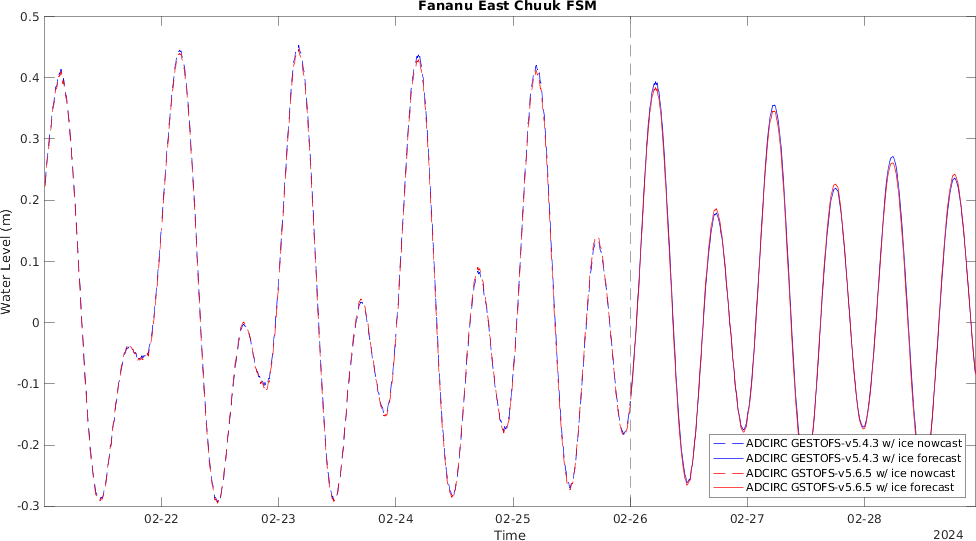 Fananu East Chuuk FSM
0.5
0.4
0.3
0.2
0.1
0
-0.1
-0.2
-0.3
Water Level (m)
ADCIRC GESTOFS-v5.4.3 w/ ice nowcast
ADCIRC GESTOFS-v5.4.3 w/ ice forecast
ADCIRC GSTOFS-v5.6.5 w/ ice nowcast
ADCIRC GSTOFS-v5.6.5 w/ ice forecast
02-22 02-23 02-24 02-25 02-26 02-27 02-28
Time
2024